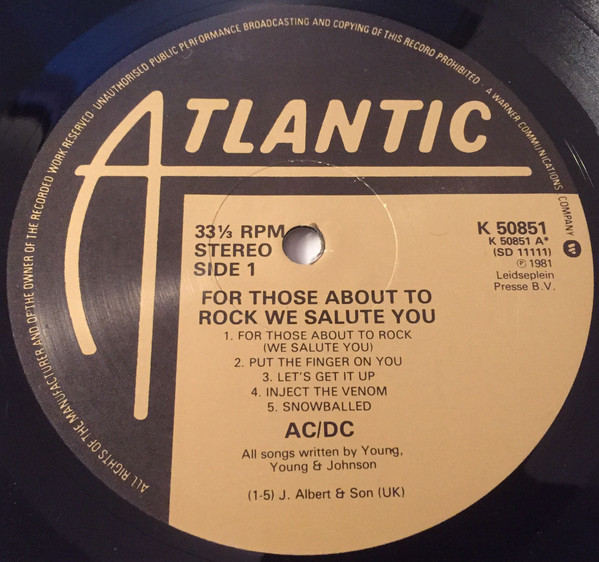 ALL RIGHTS OF THE MANUFACTURER AND OF THE OWNER OF THE RECORDED WORK RESERVED · UNAUTHORISED PUBLIC PERFORMANCE BROADCASTING AND COPYING OF THIS RECORD PROHIBITED · A WARNER COMMUNICATIONS COMPANY W
ATLANTIC
33⅓ RPM
STEREO
SIDE 1
K 50851
K 50851 A*
(SD 11111)
℗ 1981
Leidseplein
Presse B.V.
FOR THOSE ABOUT TO
ROCK WE SALUTE YOU
1. FOR THOSE ABOUT TO ROCK
(WE SALUTE YOU)
2. PUT THE FINGER ON YOU
3. LET'S GET IT UP
4. INJECT THE VENOM
5. SNOWBALLED
AC/DC
All songs written by Young,
Young & Johnson
(1-5) J. Albert & Son (UK)